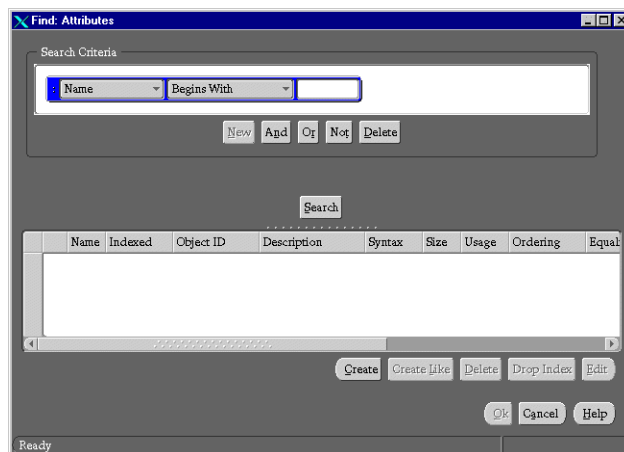 Find: Attributes
Search Criteria
: Name Begins With
New And Or Not Delete
Search
Name Indexed Object ID Description Syntax Size Usage Ordering Equal
Create Create Like Delete Drop Index Edit
Ok Cancel Help
Ready